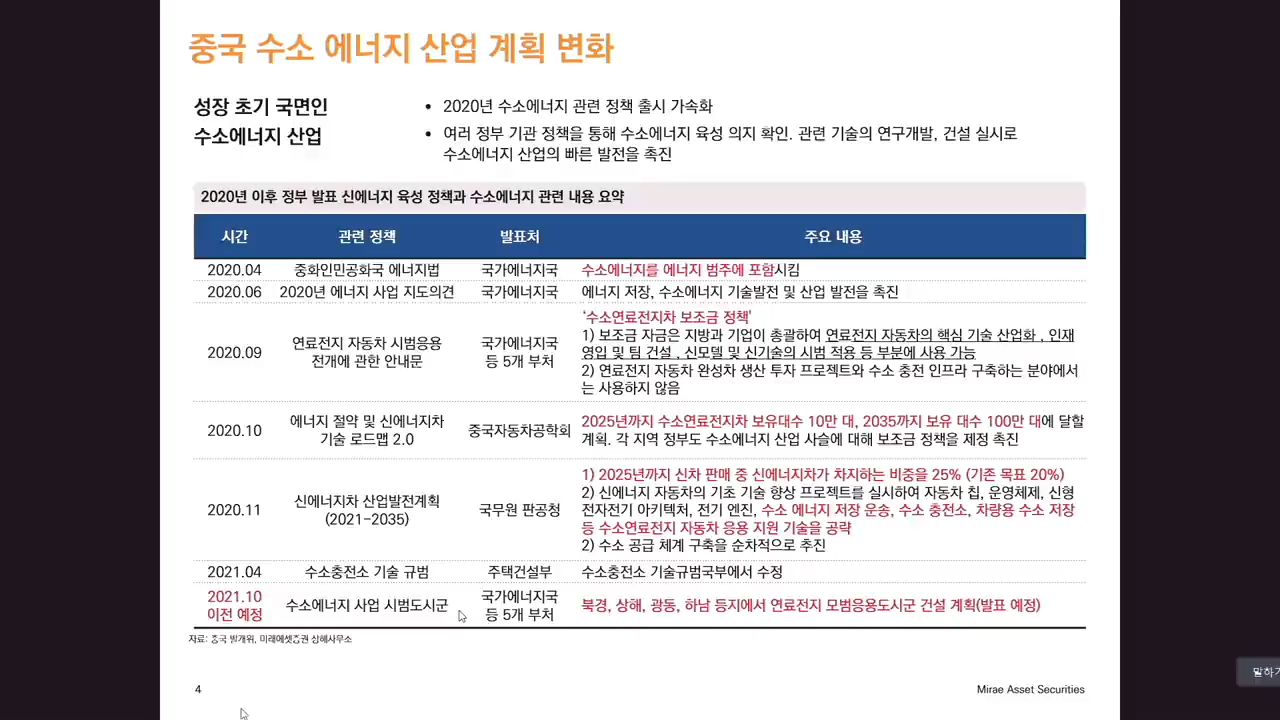 중국 수소 에너지 산업 계획 변화
성장 초기 국면인
수소에너지 산업
• 2020년 수소에너지 관련 정책 출시 가속화
• 여러 정부 기관 정책을 통해 수소에너지 육성 의지 확인. 관련 기술의 연구개발, 건설 실시로
수소에너지 산업의 빠른 발전을 촉진
2020년 이후 정부 발표 신에너지 육성 정책과 수소에너지 관련 내용 요약
시간 관련 정책 발표처 주요 내용
2020.04 중화인민공화국 에너지법 국가에너지국 수소에너지를 에너지 범주에 포함시킴
2020.06 2020년 에너지 사업 지도의견 국가에너지국 에너지 저장, 수소에너지 기술발전 및 산업 발전을 촉진
2020.09
연료전지 자동차 시범응용
전개에 관한 안내문
국가에너지국
등 5개 부처
'수소연료전지차 보조금 정책'
1) 보조금 자금은 지방과 기업이 총괄하여 연료전지 자동차의 핵심 기술 산업화 , 인재
영입 및 팀 건설 , 신모델 및 신기술의 시범 적용 등 부분에 사용 가능
2) 연료전지 자동차 완성차 생산 투자 프로젝트와 수소 충전 인프라 구축하는 분야에서
는 사용하지 않음
2020.10
에너지 절약 및 신에너지차
기술 로드맵 2.0
중국자동차공학회
2025년까지 수소연료전지차 보유대수 10만 대, 2035까지 보유 대수 100만 대에 달할
계획. 각 지역 정부도 수소에너지 산업 사슬에 대해 보조금 정책을 제정 촉진
2020.11
신에너지차 산업발전계획
(2021-2035)
국무원 판공청
1) 2025년까지 신차 판매 중 신에너지차가 차지하는 비중을 25% (기존 목표 20%)
2) 신에너지 자동차의 기초 기술 향상 프로젝트를 실시하여 자동차 칩, 운영체제, 신형
전자전기 아키텍처, 전기 엔진, 수소 에너지 저장 운송, 수소 충전소, 차량용 수소 저장
등 수소연료전지 자동차 응용 지원 기술을 공략
2) 수소 공급 체계 구축을 순차적으로 추진
2021.04 수소충전소 기술 규범 주택건설부 수소충전소 기술규범국부에서 수정
2021.10
이전 예정
수소에너지 사업 시범도시군
국가에너지국
등 5개 부처
북경, 상해, 광동, 하남 등지에서 연료전지 모범응용도시군 건설 계획(발표 예정)
자료: 중국 발개위, 미래에셋증권 상해사무소
4
Mirae Asset Securities
말하기